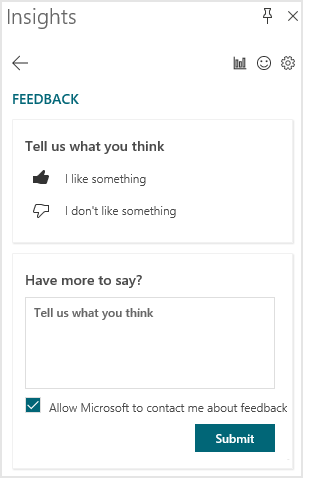 Insights
FEEDBACK
Tell us what you think
I like something
I don't like something
Have more to say?
Tell us what you think
Allow Microsoft to contact me about feedback
Submit